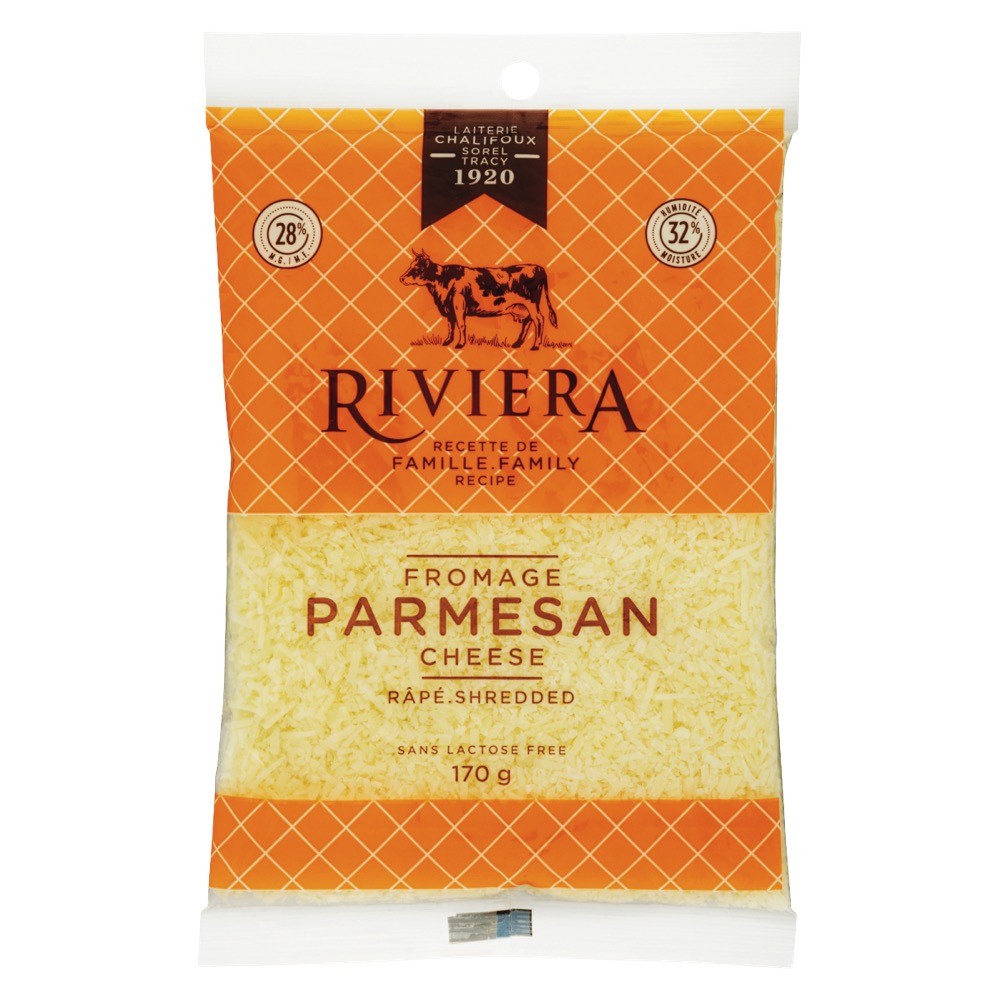 LAITERIE
CHALIFOUX
SOREL
TRACY
1920
28%
M.G. / M.F.
HUMIDITÉ
32%
MOISTURE
RIVIERA
RECETTE DE
FAMILLE.FAMILY
RECIPE
FROMAGE
PARMESAN
CHEESE
RÂPÉ.SHREDDED
SANS LACTOSE FREE
170 g